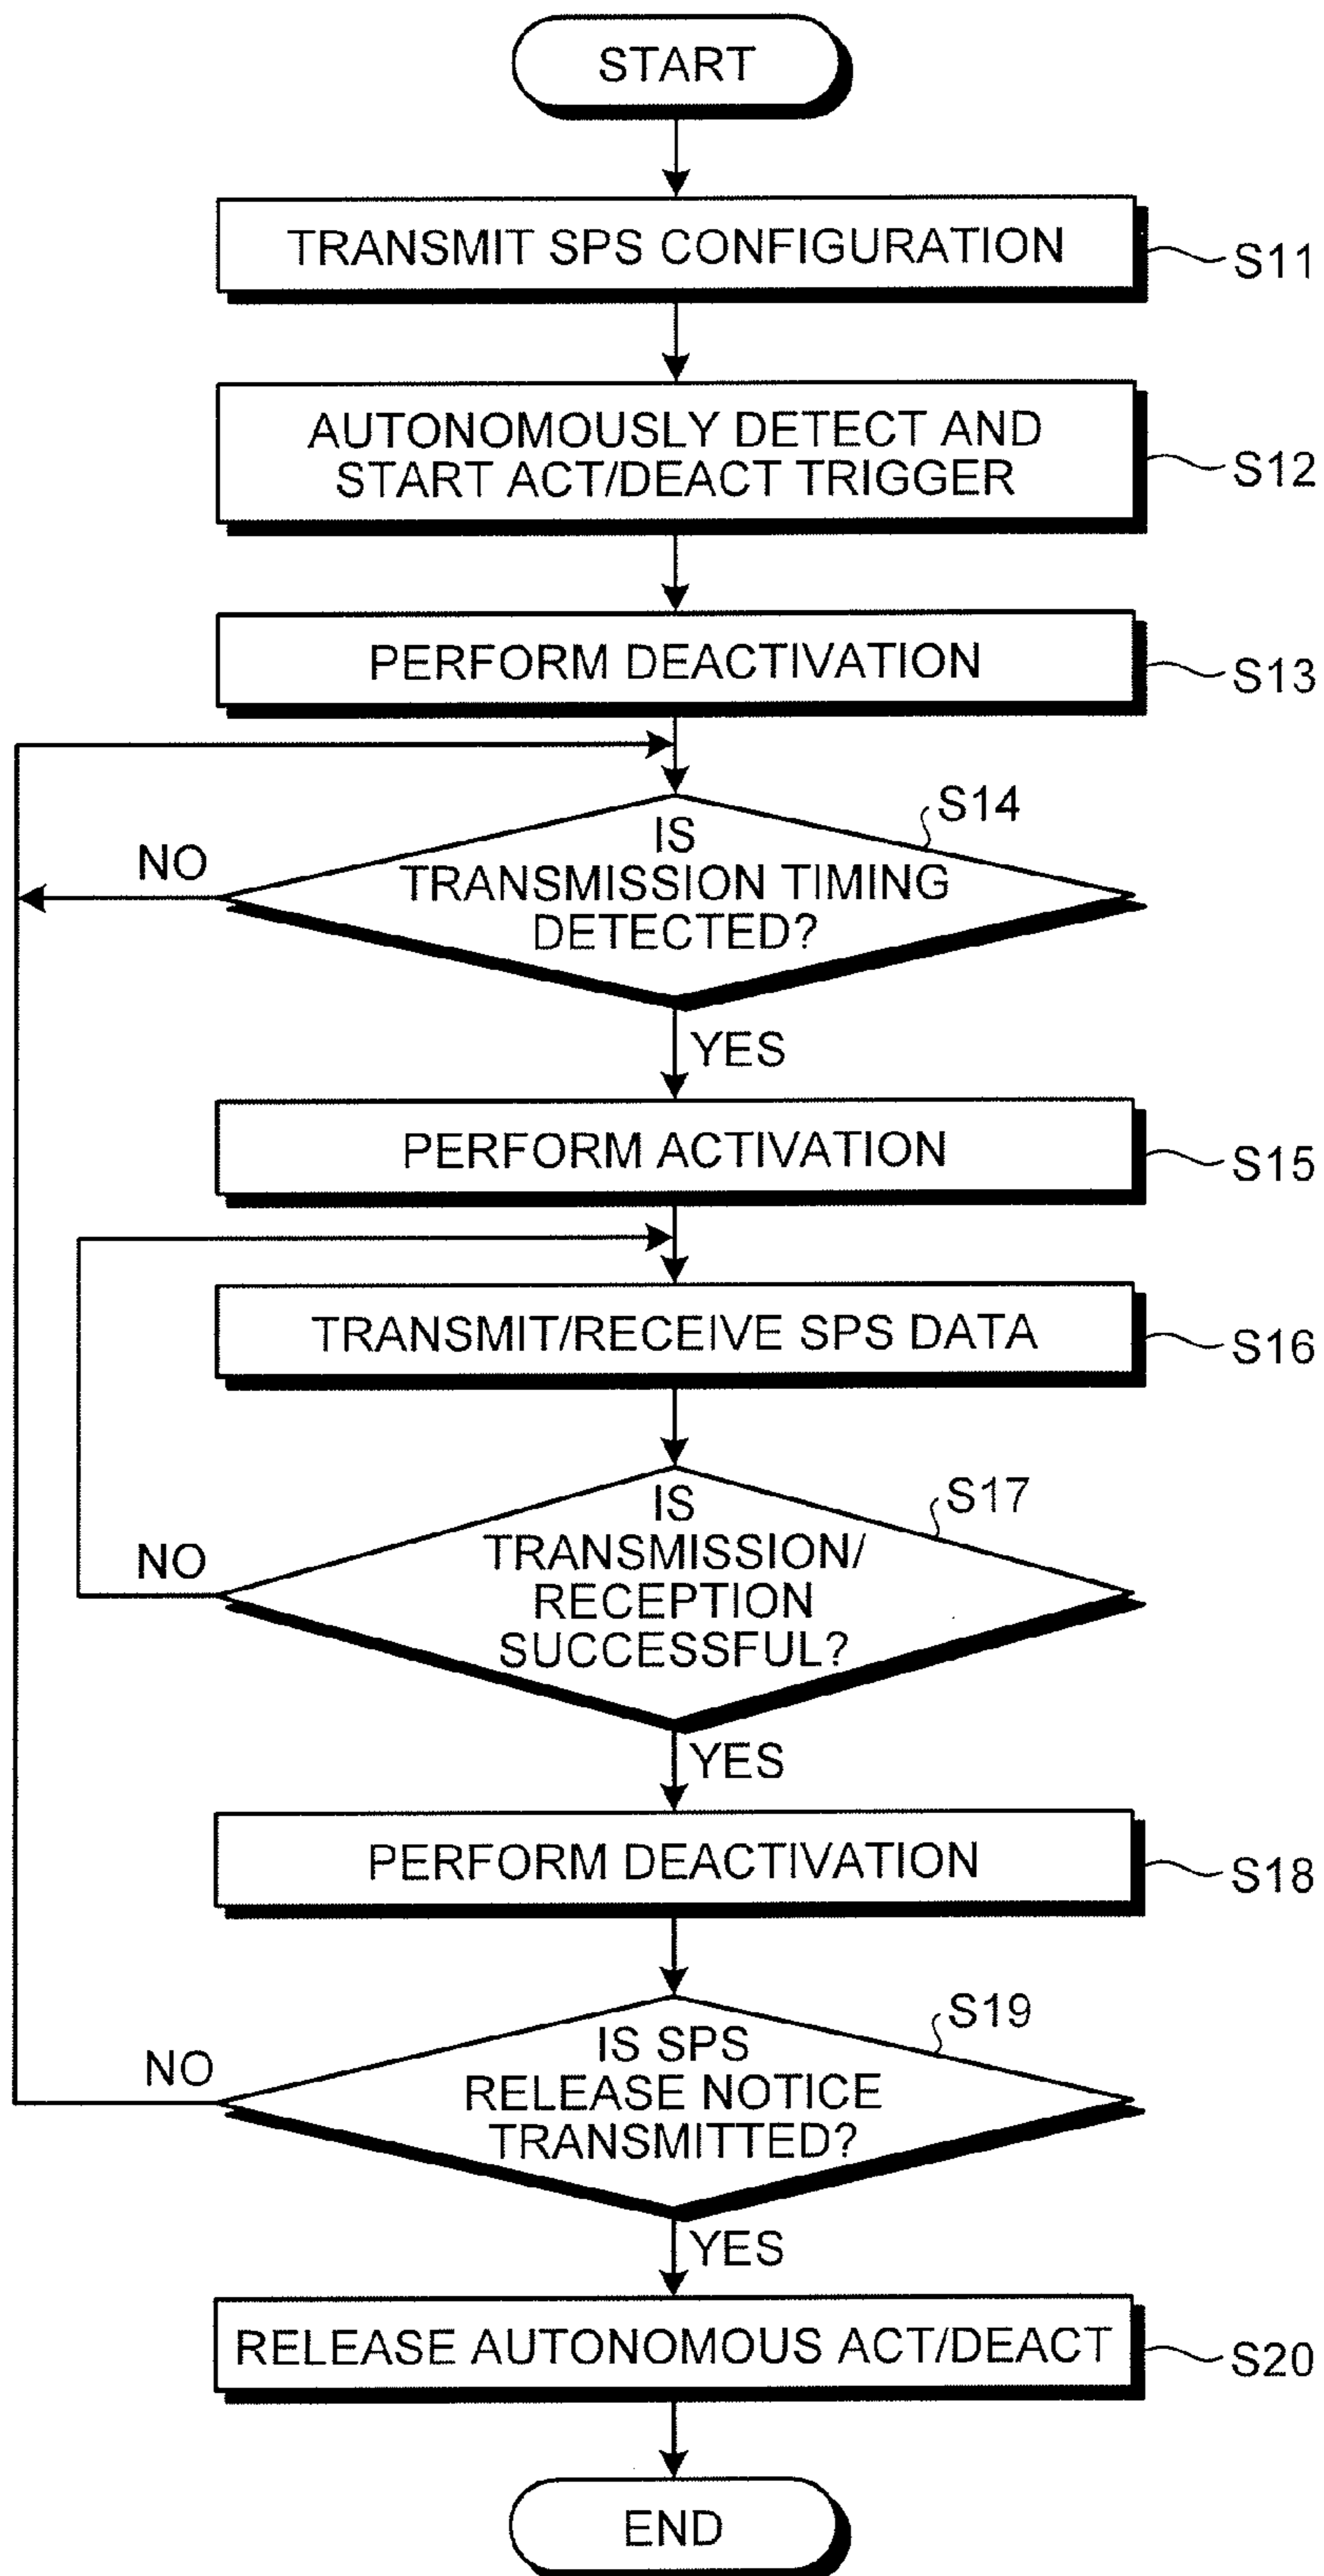 START
TRANSMIT SPS CONFIGURATION
S11
AUTONOMOUSLY DETECT AND
START ACT/DEACT TRIGGER
S12
PERFORM DEACTIVATION
S13
S14
IS
TRANSMISSION TIMING
DETECTED?
NO
YES
PERFORM ACTIVATION
S15
TRANSMIT/RECEIVE SPS DATA
S16
S17
IS
TRANSMISSION/
RECEPTION
SUCCESSFUL?
NO
YES
PERFORM DEACTIVATION
S18
S19
IS SPS
RELEASE NOTICE
TRANSMITTED?
NO
YES
RELEASE AUTONOMOUS ACT/DEACT
S20
END